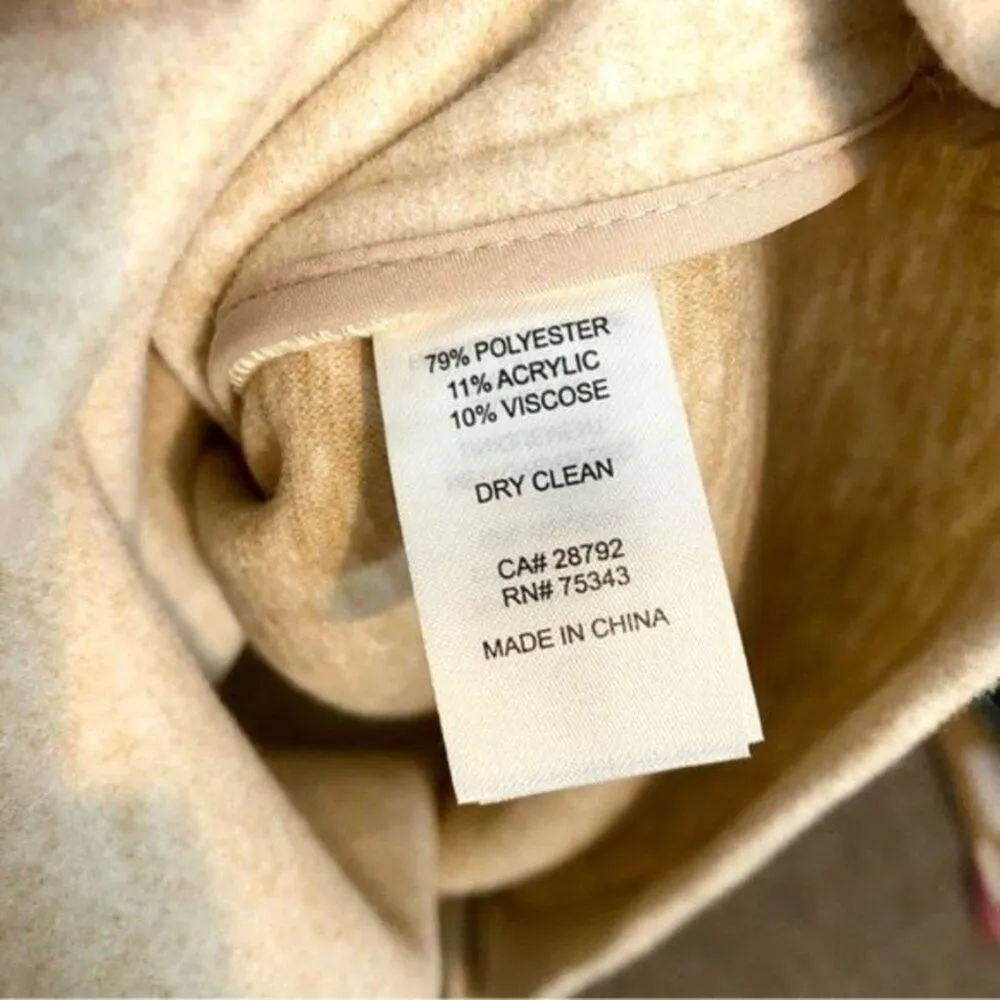 79% POLYESTER
11% ACRYLIC
10% VISCOSE
DRY CLEAN
CA# 28792
RN# 75343
MADE IN CHINA